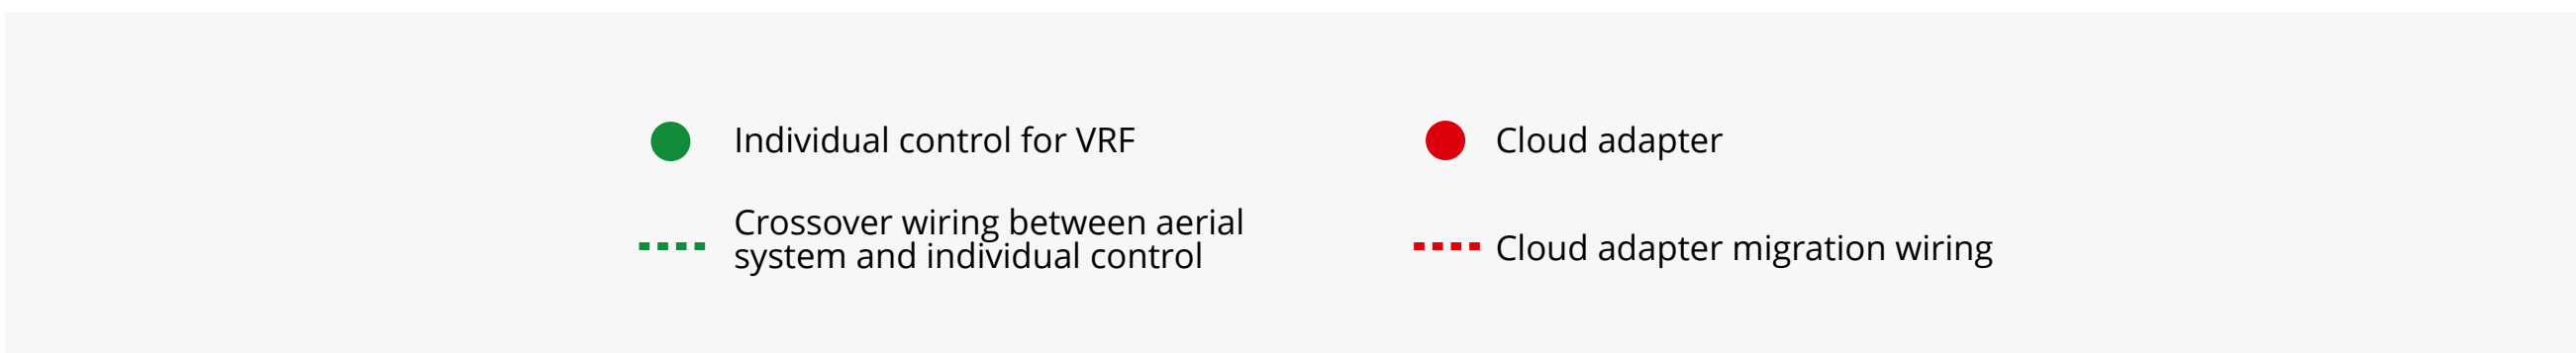 Individual control for VRF
Cloud adapter
Crossover wiring between aerial
system and individual control
Cloud adapter migration wiring